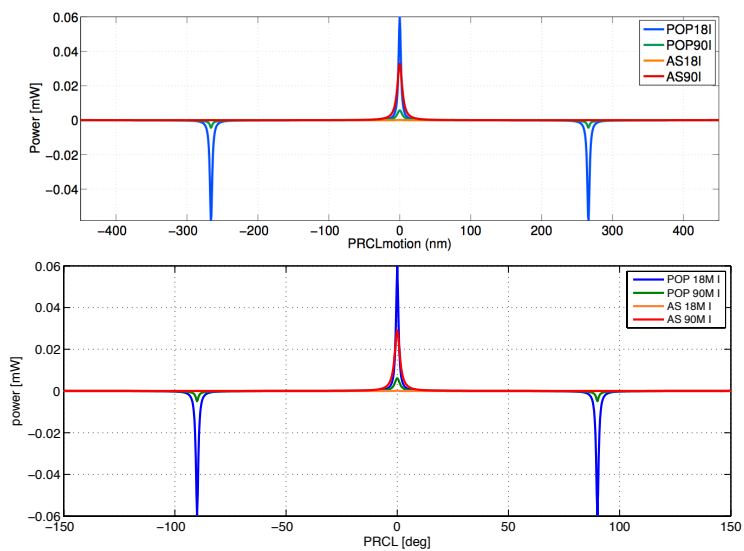 0.06
0.04
0.02
0
−0.02
−0.04
Power [mW]
POP18I
POP90I
AS18I
AS90I
−400 −300 −200 −100 0 100 200 300 400
PRCLmotion (nm)
0.06
0.04
0.02
0
−0.02
−0.04
−0.06
power [mW]
POP 18M I
POP 90M I
AS 18M I
AS 90M I
−150 −100 −50 0 50 100 150
PRCL [deg]